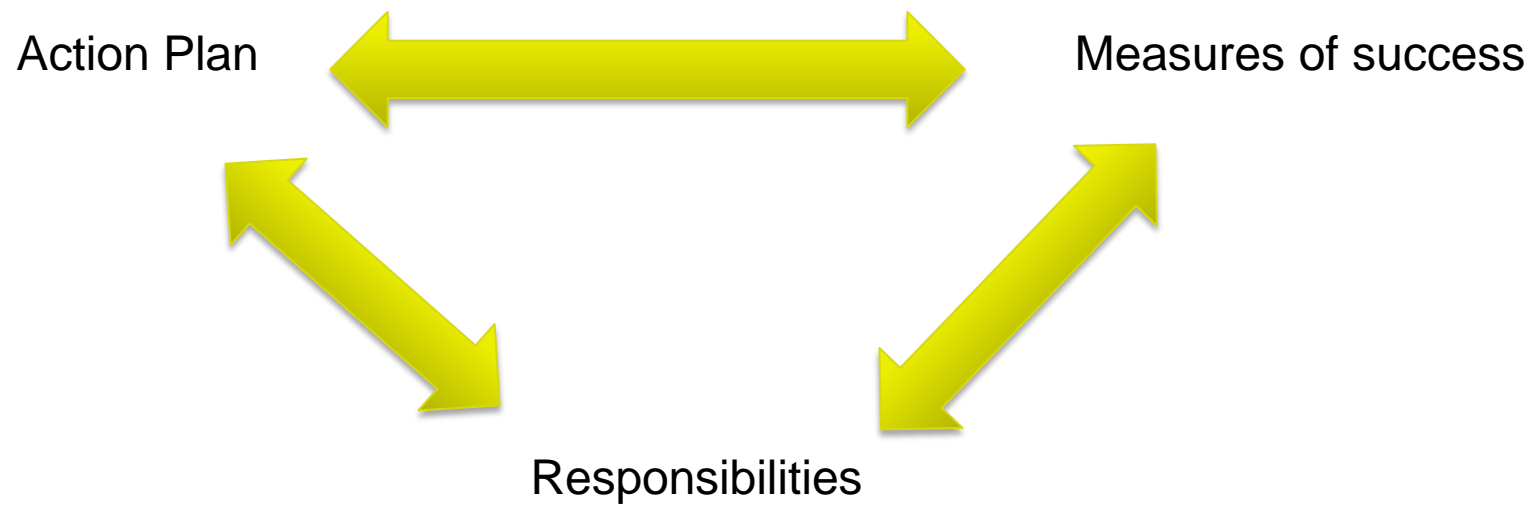 Action Plan
Measures of success
Responsibilities